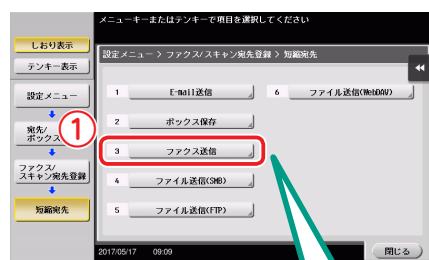 メニューキーまたはテンキーで項目を選択してください
しおり表示
テンキー表示
設定メニュー > ファクス/スキャン宛先登録 > 短縮宛先
設定メニュー
宛先/
ボックス
ファクス/
スキャン宛先登録
短縮宛先
①
1 E-mail送信
6 ファイル送信(WebDAV)
2 ボックス保存
3 ファクス送信
4 ファイル送信(SMB)
5 ファイル送信(FTP)
2017/05/17 09:09
閉じる